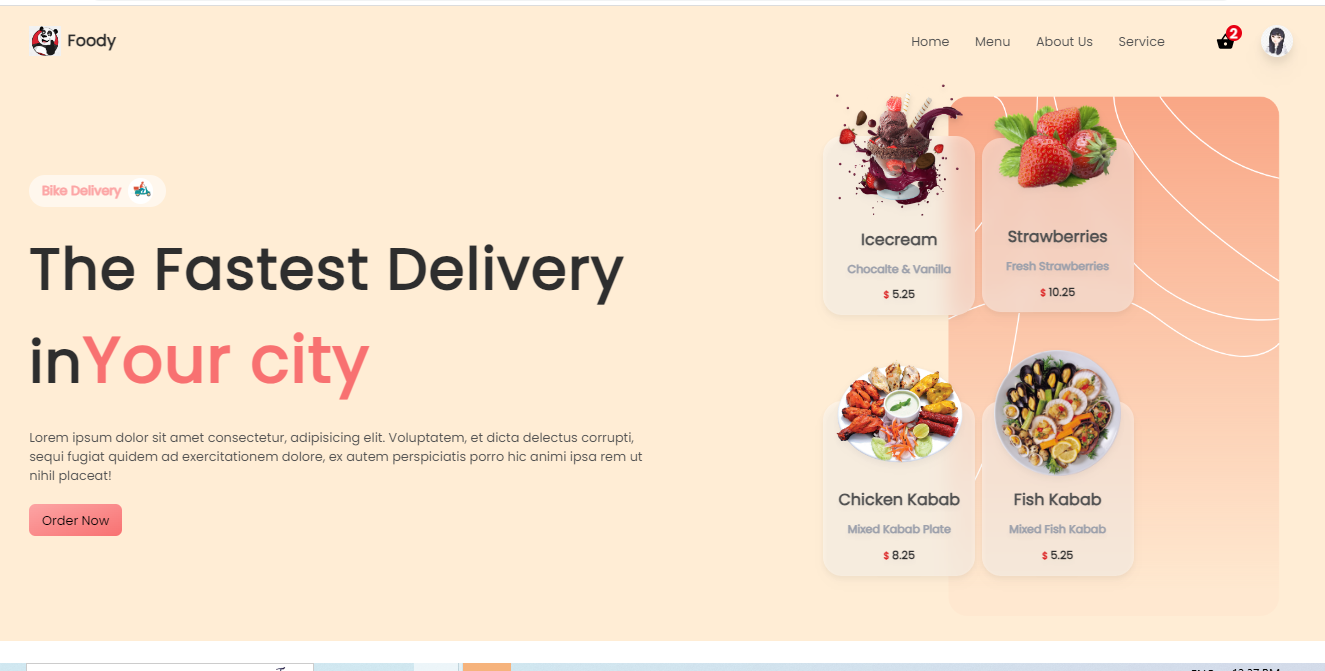 Foody
Home Menu About Us Service 2
Bike Delivery
The Fastest Delivery
inYour city
Lorem ipsum dolor sit amet consectetur, adipisicing elit. Voluptatem, et dicta delectus corrupti,
sequi fugiat quidem ad exercitationem dolore, ex autem perspiciatis porro hic animi ipsa rem ut
nihil placeat!
Order Now
Icecream
Chocalte & Vanilla
$ 5.25
Strawberries
Fresh Strawberries
$ 10.25
Chicken Kabab
Mixed Kabab Plate
$ 8.25
Fish Kabab
Mixed Fish Kabab
$ 5.25